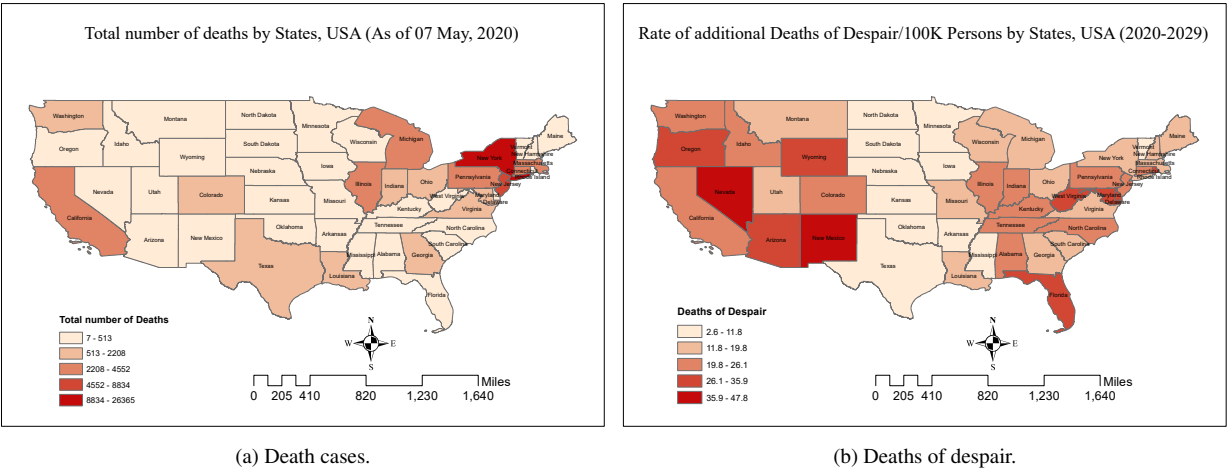 Total number of deaths by States, USA (As of 07 May, 2020)
Washington
Montana
North Dakota
Minnesota
Maine
Oregon
Idaho
Wyoming
South Dakota
Wisconsin
Michigan
Vermont
New Hampshire
New York
Massachusetts
Connecticut
Rhode Island
Nevada
Utah
Colorado
Nebraska
Iowa
Illinois
Indiana
Ohio
Pennsylvania
New Jersey
Maryland
Delaware
West Virginia
Virginia
California
Kansas
Missouri
Kentucky
Arizona
New Mexico
Oklahoma
Arkansas
Tennessee
North Carolina
South Carolina
Texas
Louisiana
Mississippi
Alabama
Georgia
Florida
Total number of Deaths
7 - 513
513 - 2208
2208 - 4552
4552 - 8834
8834 - 26365
N
W E
S
Miles
0 205 410 820 1,230 1,640
(a) Death cases.
Rate of additional Deaths of Despair/100K Persons by States, USA (2020-2029)
Washington
Montana
North Dakota
Minnesota
Maine
Oregon
Idaho
Wyoming
South Dakota
Wisconsin
Michigan
Vermont
New Hampshire
New York
Massachusetts
Connecticut
Rhode Island
Nevada
Utah
Colorado
Nebraska
Iowa
Illinois
Indiana
Ohio
Pennsylvania
New Jersey
Maryland
Delaware
West Virginia
Virginia
California
Kansas
Missouri
Kentucky
Arizona
New Mexico
Oklahoma
Arkansas
Tennessee
North Carolina
South Carolina
Texas
Louisiana
Mississippi
Alabama
Georgia
Florida
Deaths of Despair
2.6 - 11.8
11.8 - 19.8
19.8 - 26.1
26.1 - 35.9
35.9 - 47.8
N
W E
S
Miles
0 205 410 820 1,230 1,640
(b) Deaths of despair.